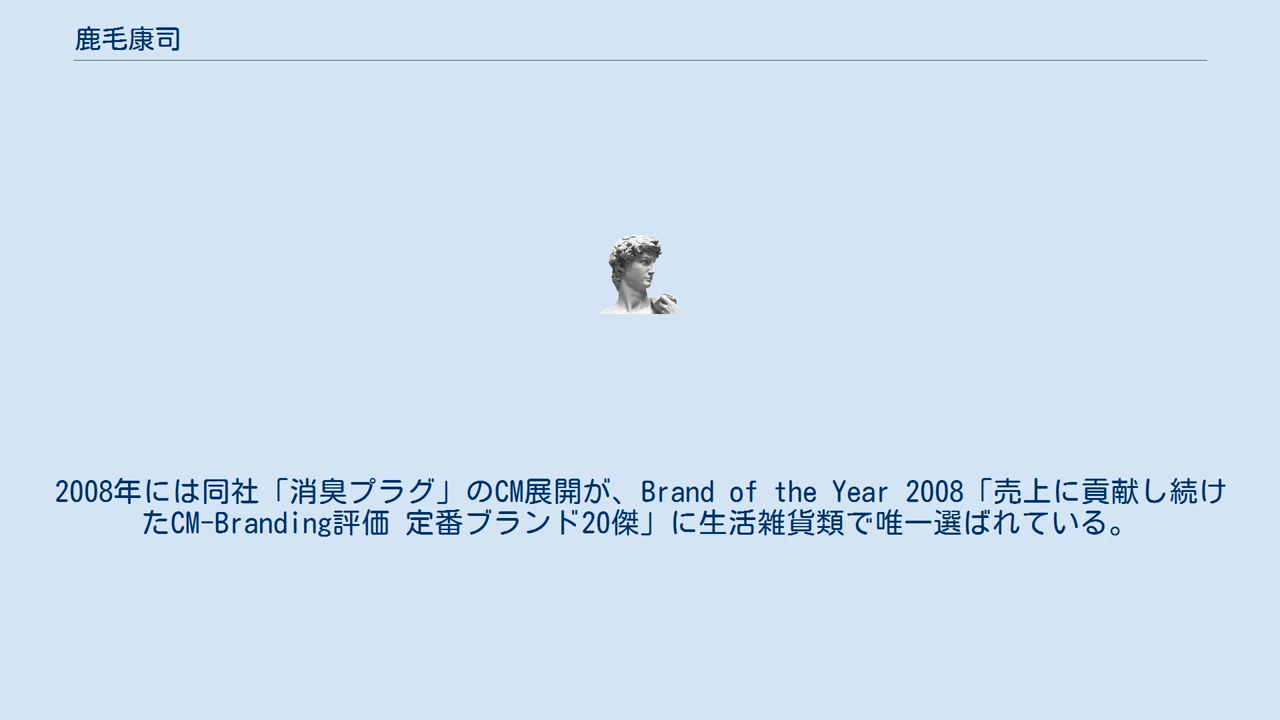 鹿毛康司
2008年には同社「消臭プラグ」のCM展開が、Brand of the Year 2008「売上に貢献し続け
たCM-Branding評価 定番ブランド20傑」に生活雑貨類で唯一選ばれている。